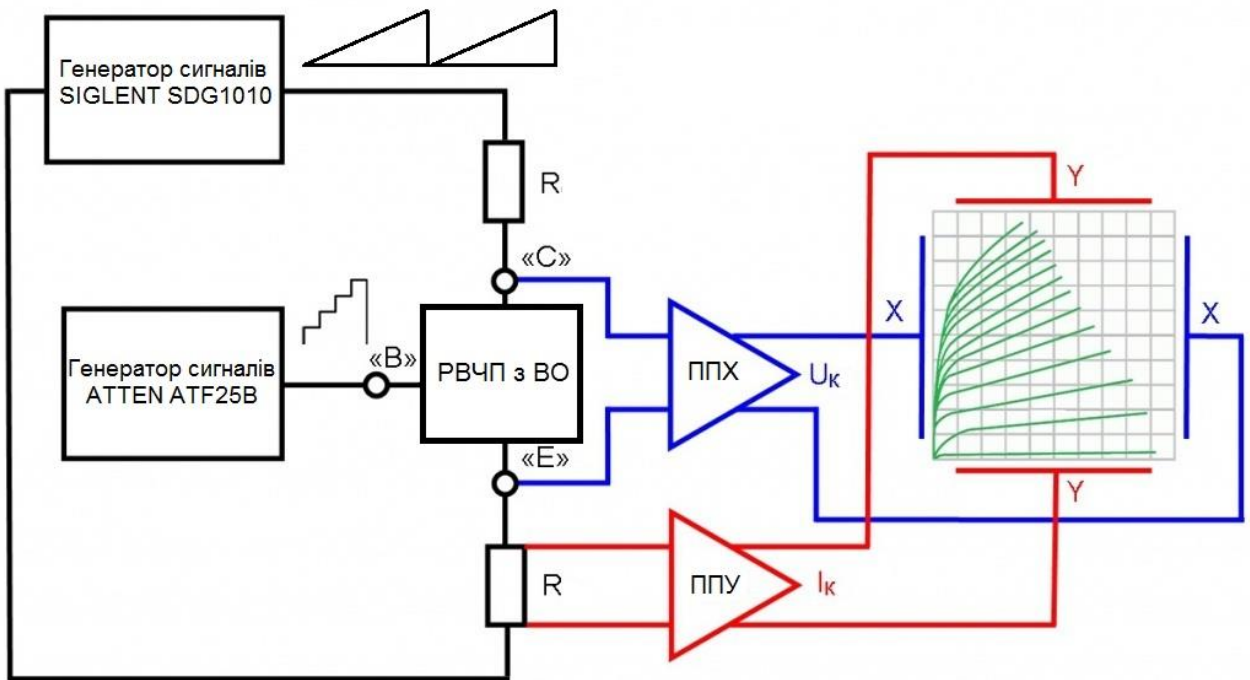 Генератор сигналів
SIGLENT SDG1010
R
«C»
Y
X
X
Генератор сигналів
ATTEN ATF25B
«B»
РВЧП з ВО
ППХ
Uк
«E»
Y
R
ППУ
Iк